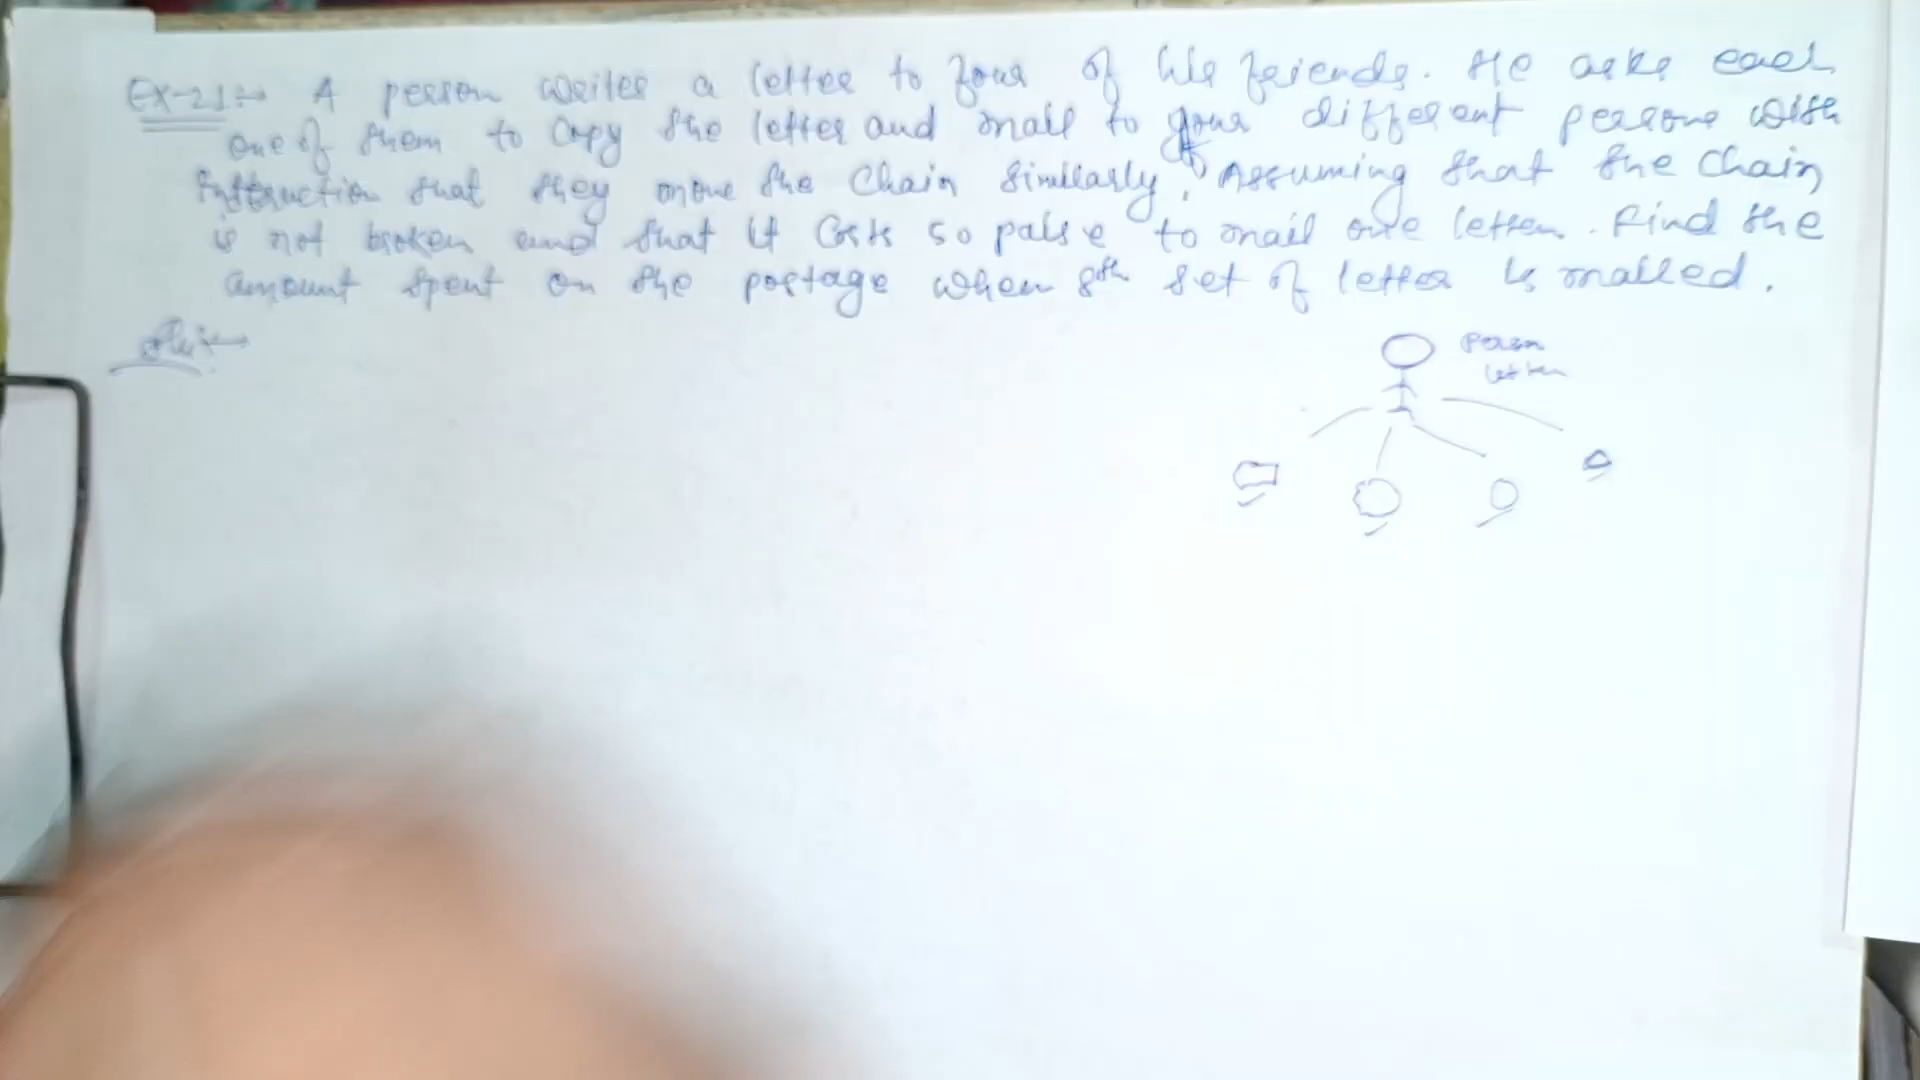 Ex-21:→ A person writes a letter to four of his friends. He asks each
one of them to copy the letter and mail to four different persons with
instruction that they move the chain similarly. Assuming that the chain
is not broken and that it costs 50 paise to mail one letter. Find the
amount spent on the postage when 8th set of letter is mailed.
Person
letter